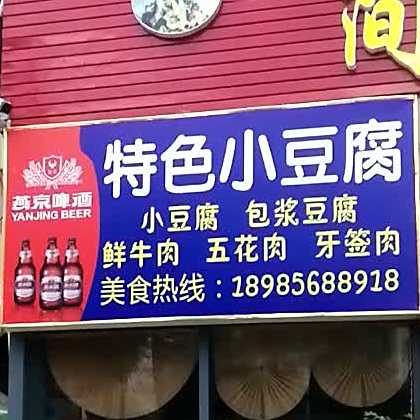 特色小豆腐
燕京啤酒
YANJING BEER
小豆腐 包浆豆腐
鲜牛肉 五花肉 牙签肉
美食热线：18985688918